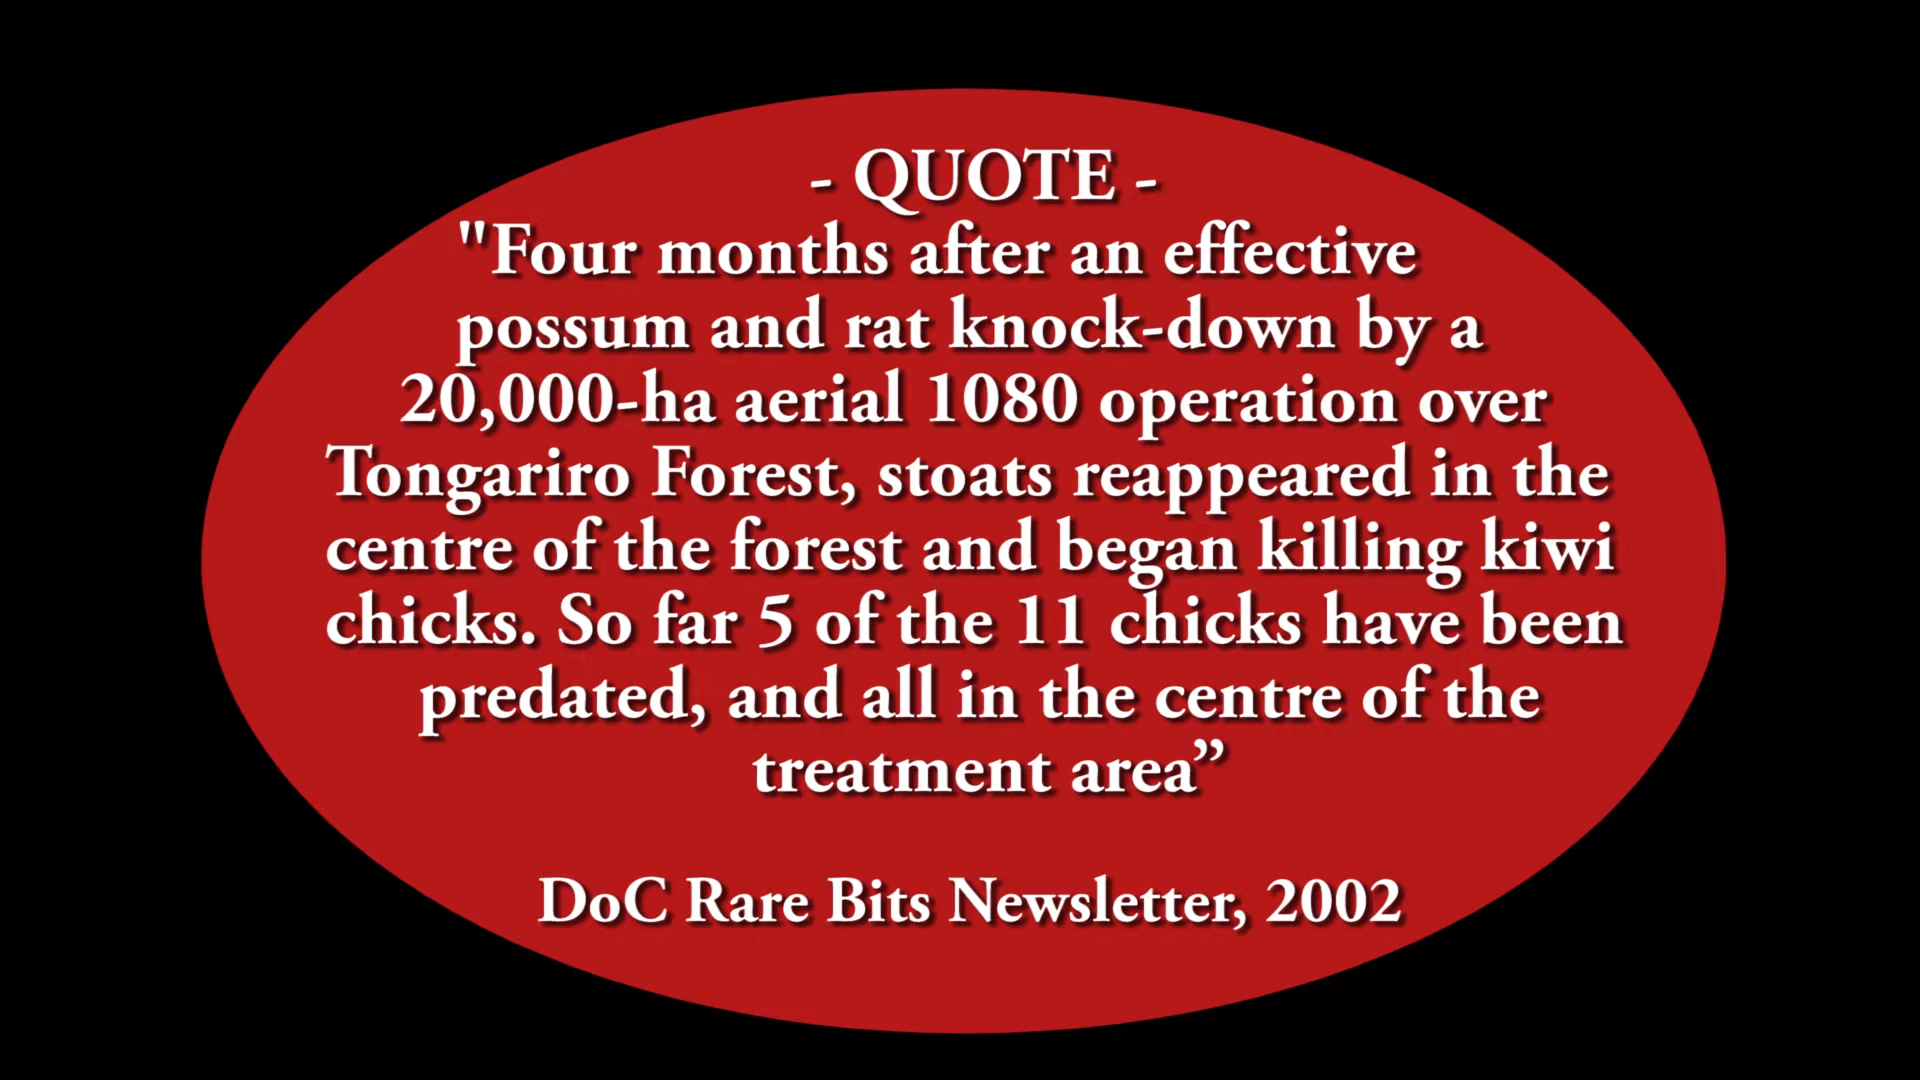 - QUOTE -
"Four months after an effective
possum and rat knock-down by a
20,000-ha aerial 1080 operation over
Tongariro Forest, stoats reappeared in the
centre of the forest and began killing kiwi
chicks. So far 5 of the 11 chicks have been
predated, and all in the centre of the
treatment area”
DoC Rare Bits Newsletter, 2002